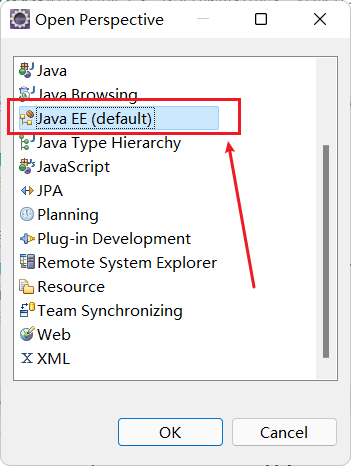 Open Perspective
Java
Java Browsing
Java EE (default)
Java Type Hierarchy
JavaScript
JPA
Planning
Plug-in Development
Remote System Explorer
Resource
Team Synchronizing
Web
XML
OK
Cancel